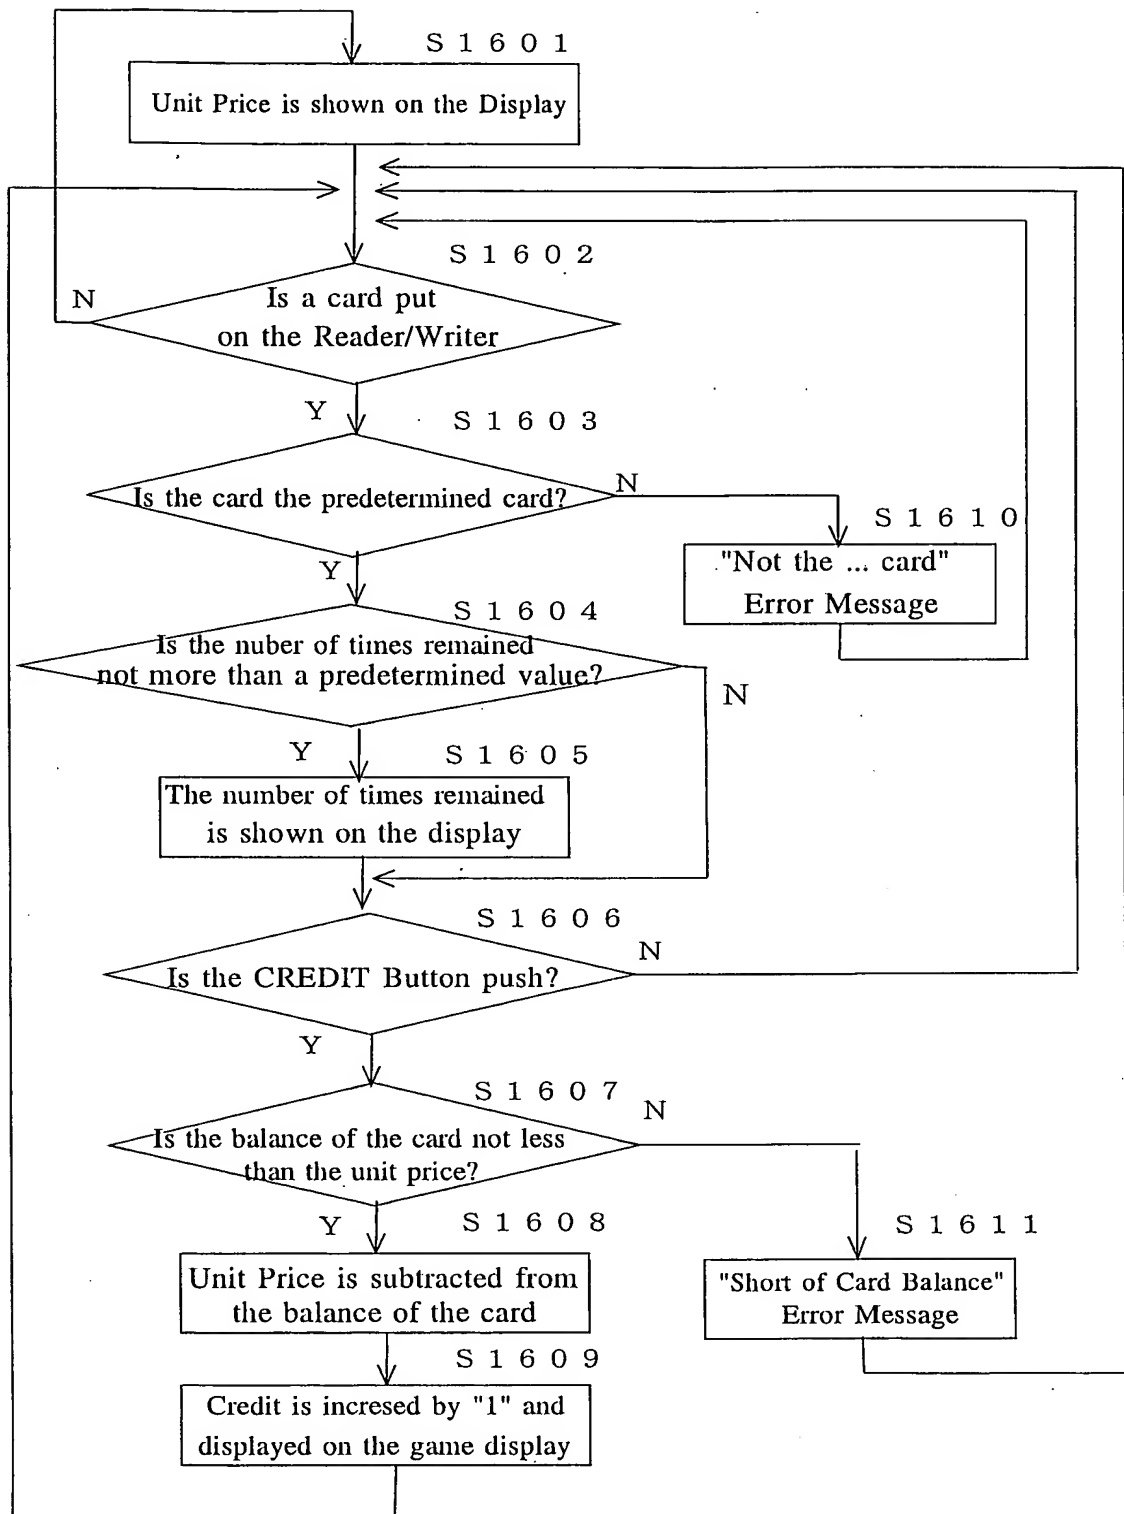 S1601
Unit Price is shown on the Display
S1602
N
Is a card put
on the Reader/Writer
Y
S1603
Is the card the predetermined card?
N
S1610
"Not the ... card"
Error Message
Y
S1604
Is the nuber of times remained
not more than a predetermined value?
N
Y
S1605
The number of times remained
is shown on the display
S1606
Is the CREDIT Button push?
N
Y
S1607
Is the balance of the card not less
than the unit price?
N
Y
S1608
Unit Price is subtracted from
the balance of the card
S1611
"Short of Card Balance"
Error Message
S1609
Credit is incresed by "1" and
displayed on the game display